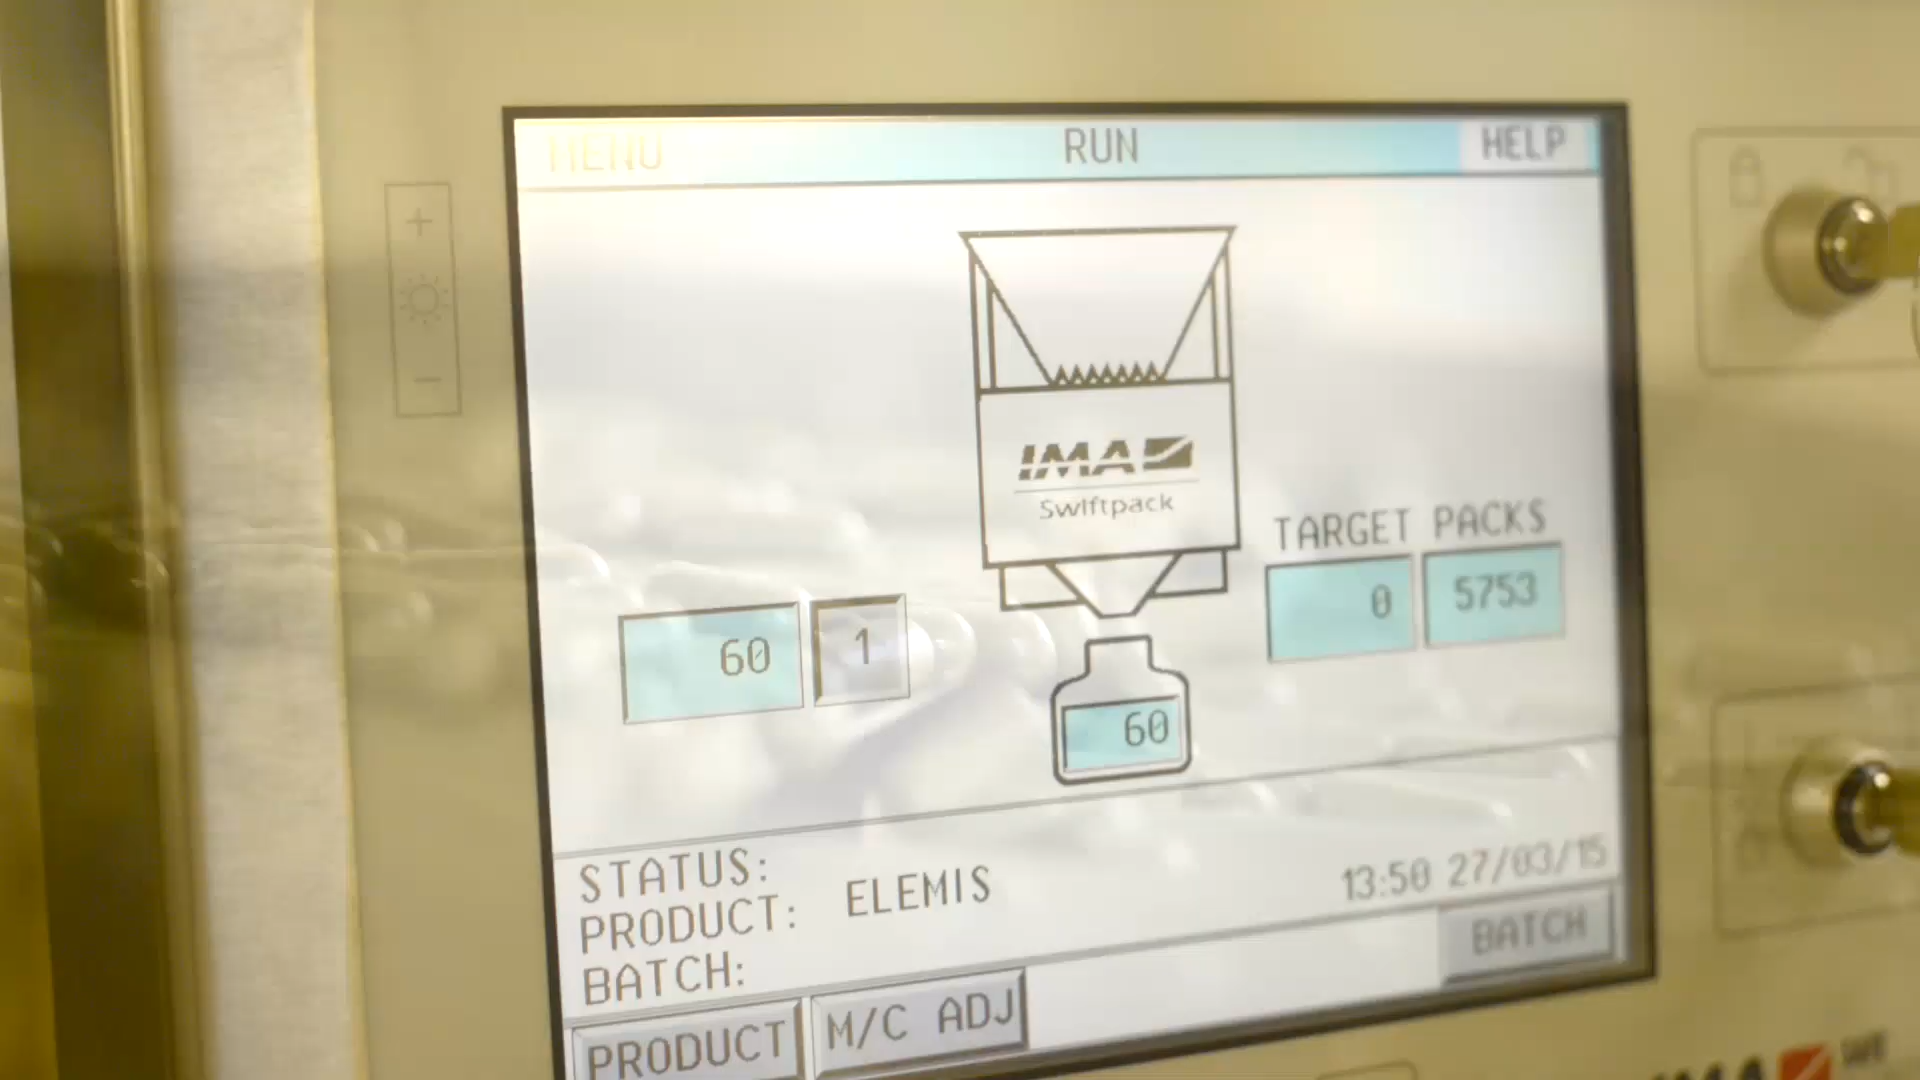 MENU RUN HELP
+
−
IMA
Swiftpack
TARGET PACKS
0 5753
60 1
60
STATUS:
PRODUCT: ELEMIS
13:50 27/03/15
BATCH:
BATCH
PRODUCT M/C ADJ
IMA